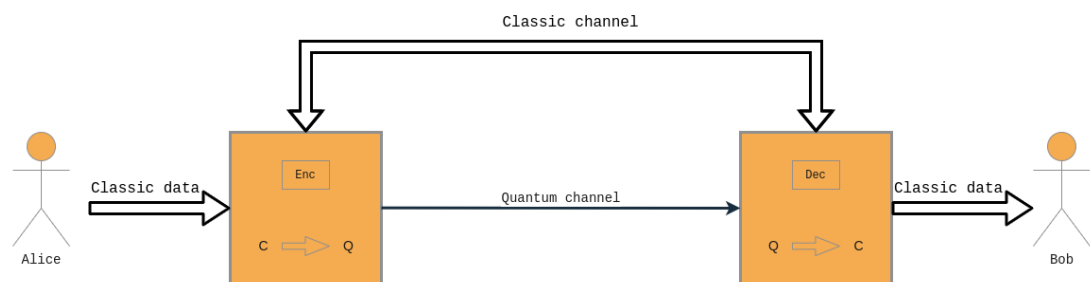 Classic channel
Enc
Dec
Classic data
Quantum channel
Classic data
C Q
Q C
Alice
Bob